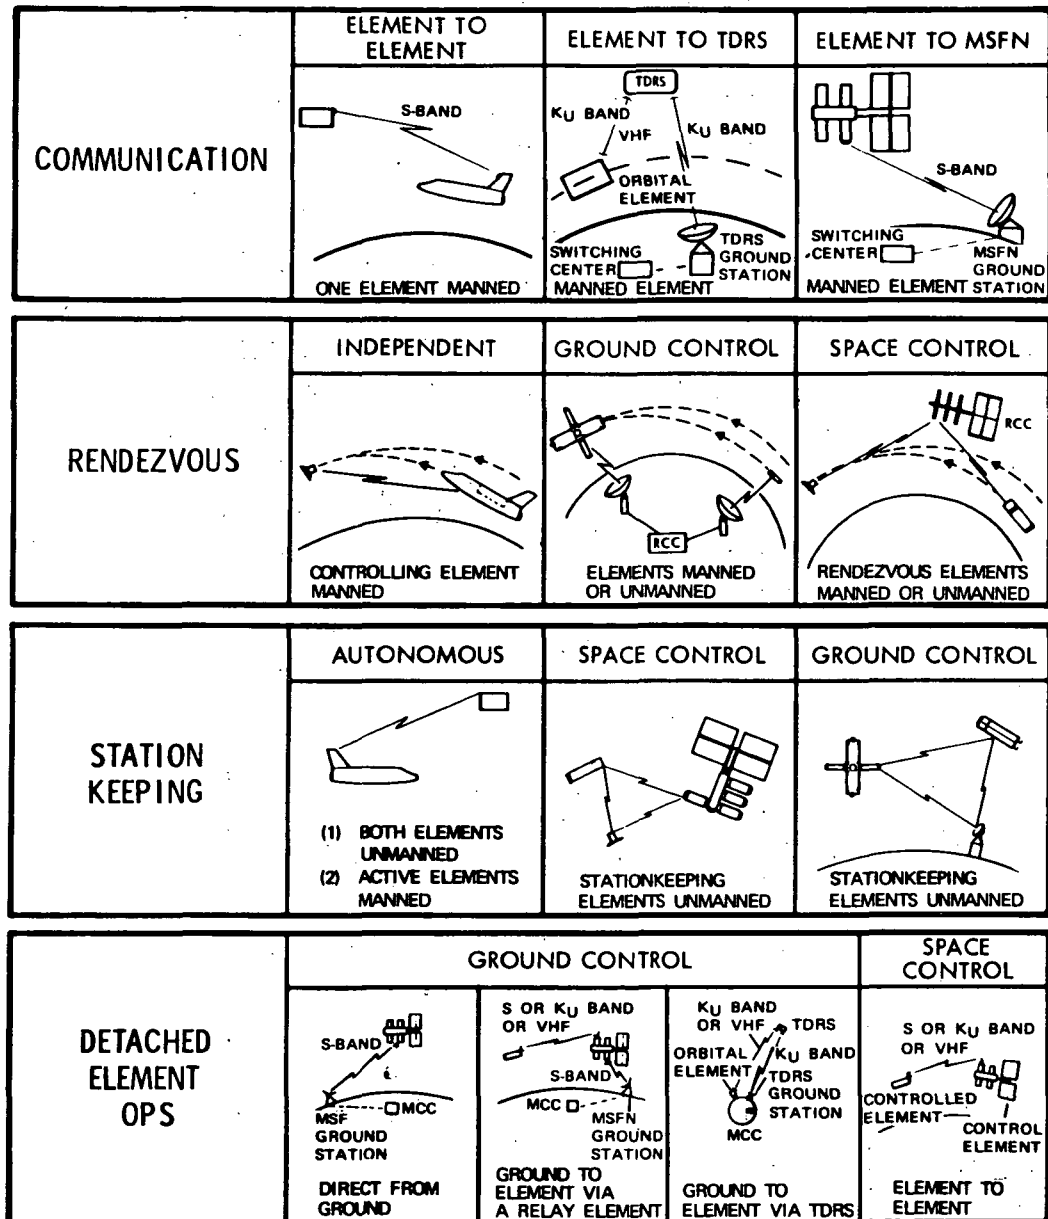 COMMUNICATION
ELEMENT TO
ELEMENT
S-BAND
ONE ELEMENT MANNED
ELEMENT TO TDRS
TDRS
KU BAND
VHF
KU BAND
ORBITAL
ELEMENT
SWITCHING
CENTER
TDRS
GROUND
STATION
MANNED ELEMENT
ELEMENT TO MSFN
S-BAND
SWITCHING
CENTER
MSFN
GROUND
STATION
MANNED ELEMENT
RENDEZVOUS
INDEPENDENT
CONTROLLING ELEMENT
MANNED
GROUND CONTROL
RCC
ELEMENTS MANNED
OR UNMANNED
SPACE CONTROL
RCC
RENDEZVOUS ELEMENTS
MANNED OR UNMANNED
STATION
KEEPING
AUTONOMOUS
(1) BOTH ELEMENTS
UNMANNED
(2) ACTIVE ELEMENTS
MANNED
SPACE CONTROL
STATIONKEEPING
ELEMENTS UNMANNED
GROUND CONTROL
STATIONKEEPING
ELEMENTS UNMANNED
DETACHED
ELEMENT
OPS
GROUND CONTROL
S-BAND
MCC
MSF
GROUND
STATION
DIRECT FROM
GROUND
S OR KU BAND
OR VHF
S-BAND
MCC
MSFN
GROUND
STATION
GROUND TO
ELEMENT VIA
A RELAY ELEMENT
KU BAND
OR VHF
TDRS
ORBITAL
ELEMENT
KU BAND
TDRS
GROUND
STATION
MCC
GROUND TO
ELEMENT VIA TDRS
SPACE
CONTROL
S OR KU BAND
OR VHF
CONTROLLED
ELEMENT
CONTROL
ELEMENT
ELEMENT TO
ELEMENT